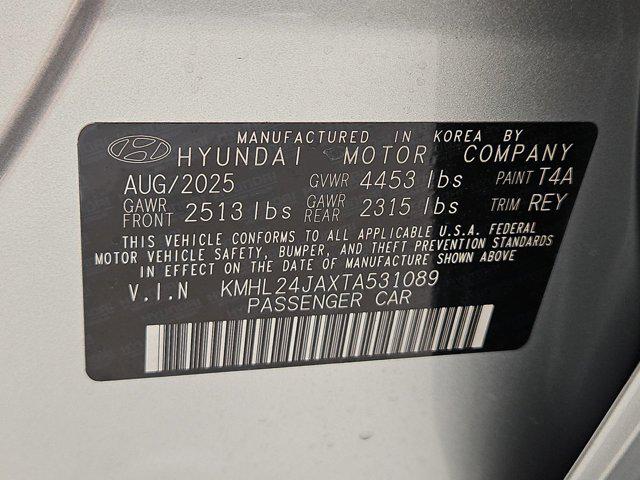 MANUFACTURED IN KOREA BY
HYUNDAI MOTOR COMPANY
AUG/2025 GVWR 4453 lbs PAINT T4A
GAWR FRONT 2513 lbs GAWR REAR 2315 lbs TRIM REY
THIS VEHICLE CONFORMS TO ALL APPLICABLE U.S.A. FEDERAL
MOTOR VEHICLE SAFETY, BUMPER, AND THEFT PREVENTION STANDARDS
IN EFFECT ON THE DATE OF MANUFACTURE SHOWN ABOVE.
V.I.N KMHL24JAXTA531089
PASSENGER CAR